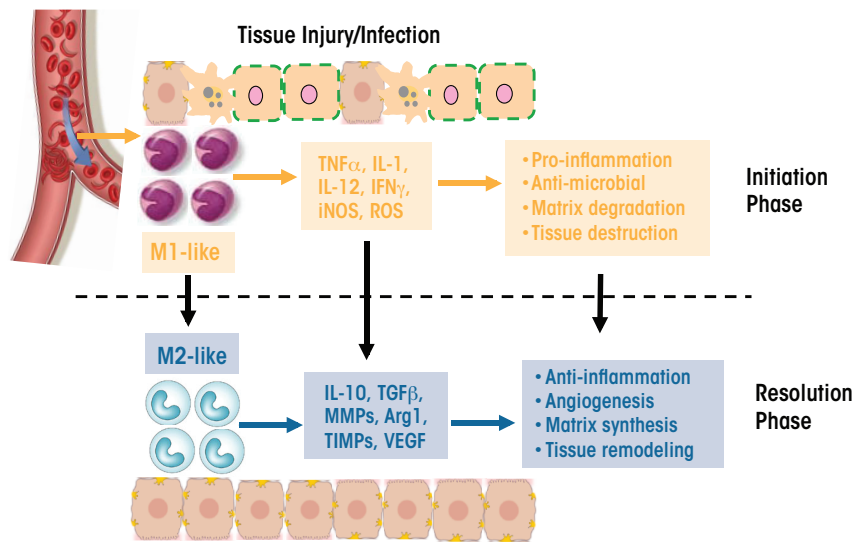 Tissue Injury/Infection
TNFα, IL-1,
IL-12, IFNγ,
iNOS, ROS
• Pro-inflammation
• Anti-microbial
• Matrix degradation
• Tissue destruction
Initiation
Phase
M1-like
M2-like
IL-10, TGFβ,
MMPs, Arg1,
TIMPs, VEGF
• Anti-inflammation
• Angiogenesis
• Matrix synthesis
• Tissue remodeling
Resolution
Phase